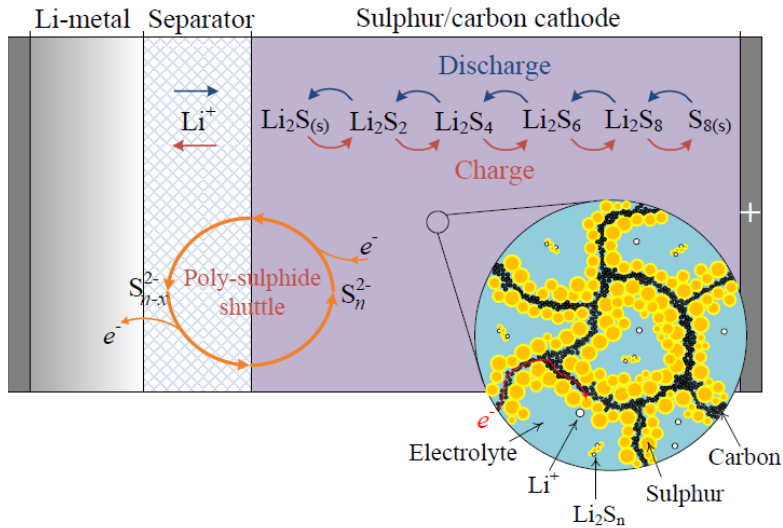 Li-metal Separator Sulphur/carbon cathode
Discharge
Li⁺
Li₂S₍ₛ₎ Li₂S₂ Li₂S₄ Li₂S₆ Li₂S₈ S₈₍ₛ₎
Charge
+
e⁻
Poly-sulphide
shuttle
S²⁻ₙ₋ₓ
S²⁻ₙ
e⁻
e⁻
Electrolyte
Li⁺
Li₂Sₙ
Sulphur
Carbon